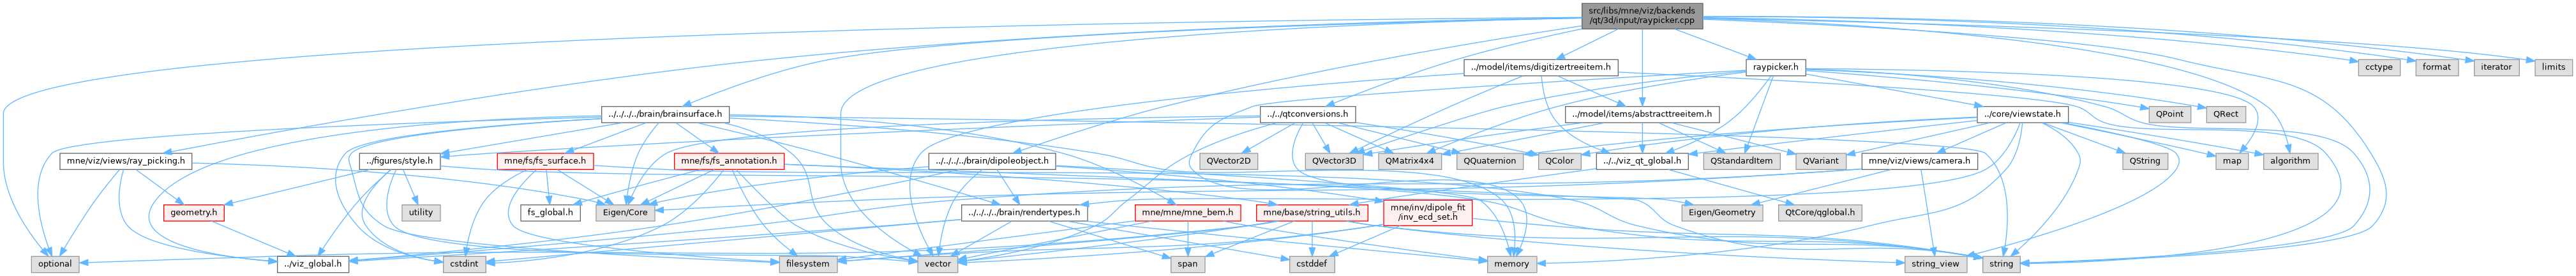 src/libs/mne/viz/backends
/qt/3d/input/raypicker.cpp
../model/items/digitizertreeitem.h
raypicker.h
cctype
format
iterator
limits
../../../../brain/brainsurface.h
../../qtconversions.h
../model/items/abstracttreeitem.h
../core/viewstate.h
QPoint
QRect
mne/viz/views/ray_picking.h
../figures/style.h
mne/fs/fs_surface.h
mne/fs/fs_annotation.h
../../../../brain/dipoleobject.h
QVector2D
QVector3D
QMatrix4x4
QQuaternion
QColor
../../viz_qt_global.h
QStandardItem
QVariant
mne/viz/views/camera.h
QString
map
algorithm
geometry.h
utility
fs_global.h
Eigen/Core
../../../../brain/rendertypes.h
mne/mne/mne_bem.h
mne/base/string_utils.h
mne/inv/dipole_fit
/inv_ecd_set.h
Eigen/Geometry
QtCore/qglobal.h
optional
../viz_global.h
cstdint
filesystem
vector
span
cstddef
memory
string_view
string